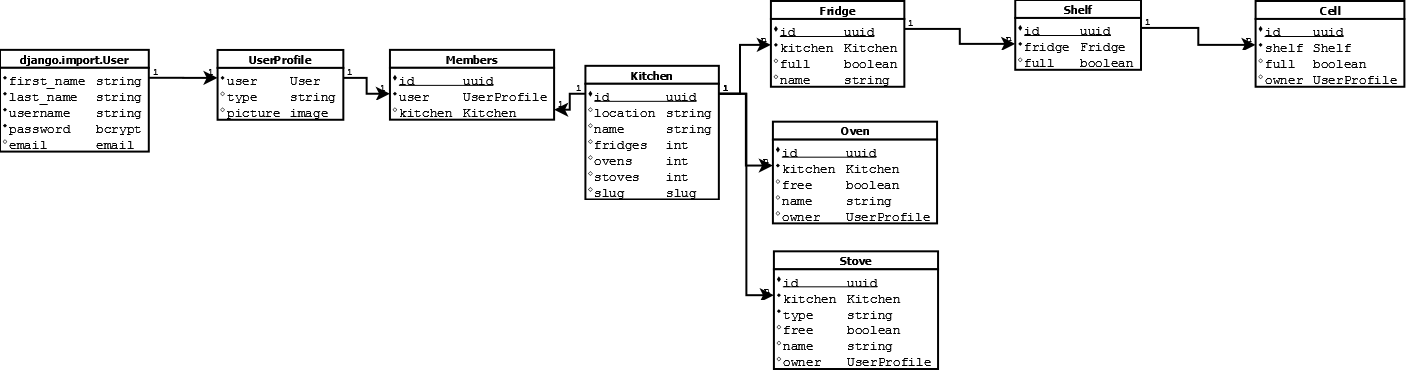 django.import.User
first_name string
last_name string
username string
password bcrypt
email email
1
1
UserProfile
user User
type string
picture image
1
1
Members
id uuid
user UserProfile
kitchen Kitchen
1
1
Kitchen
id uuid
location string
name string
fridges int
ovens int
stoves int
slug slug
1
Fridge
id uuid
kitchen Kitchen
full boolean
name string
1
Shelf
id uuid
fridge Fridge
full boolean
1
Cell
id uuid
shelf Shelf
full boolean
owner UserProfile
Oven
id uuid
kitchen Kitchen
free boolean
name string
owner UserProfile
Stove
id uuid
kitchen Kitchen
type string
free boolean
name string
owner UserProfile